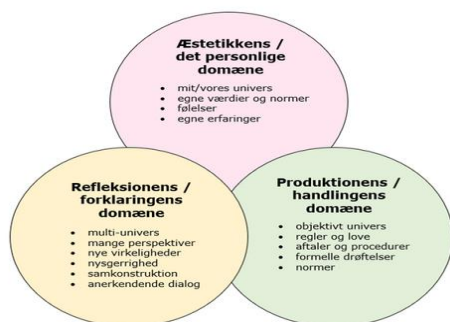 Æstetikkens /
det personlige
domæne
• mit/vores univers
• egne værdier og normer
• følelser
• egne erfaringer
Refleksionens /
forklaringens
domæne
• multi-univers
• mange perspektiver
• nye virkeligheder
• nysgerrighed
• samkonstruktion
• anerkendende dialog
Produktionens /
handlingens
domæne
• objektivt univers
• regler og love
• aftaler og procedurer
• formelle drøftelser
• normer